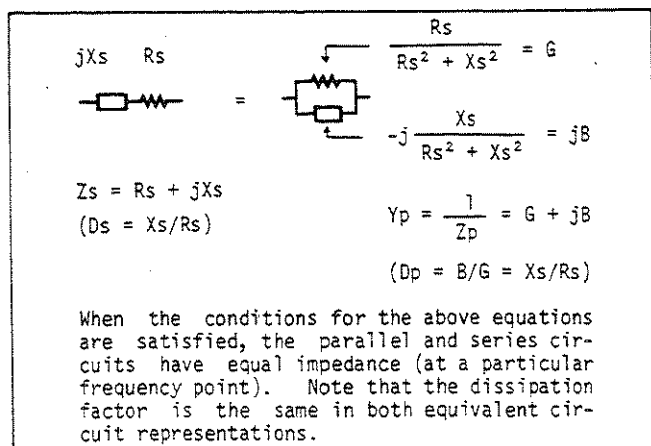 jXs Rs
=
Rs
Rs² + Xs²
= G
-j
Xs
Rs² + Xs²
= jB
Zs = Rs + jXs
(Ds = Xs/Rs)
Yp = 1/Zp = G + jB
(Dp = B/G = Xs/Rs)
When the conditions for the above equations
are satisfied, the parallel and series cir-
cuits have equal impedance (at a particular
frequency point). Note that the dissipation
factor is the same in both equivalent cir-
cuit representations.